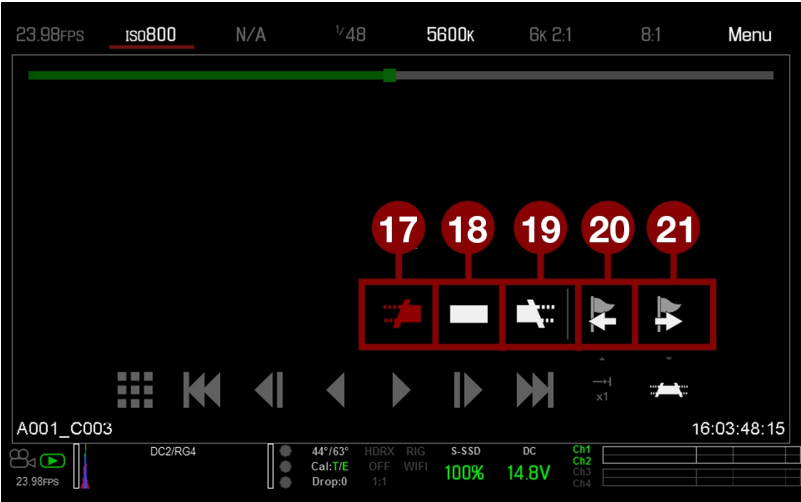 23.98FPS ISO800 N/A 1/48 5600K 6K 2:1 8:1 Menu
17 18 19 20 21
x1
A001_C003 16:03:48:15
DC2/RG4 44°/63° HDRX RIG S-SSD DC Ch1
Cal:T/E OFF WIFI 100% 14.8V Ch2
23.98FPS Drop:0 1:1 Ch3
Ch4